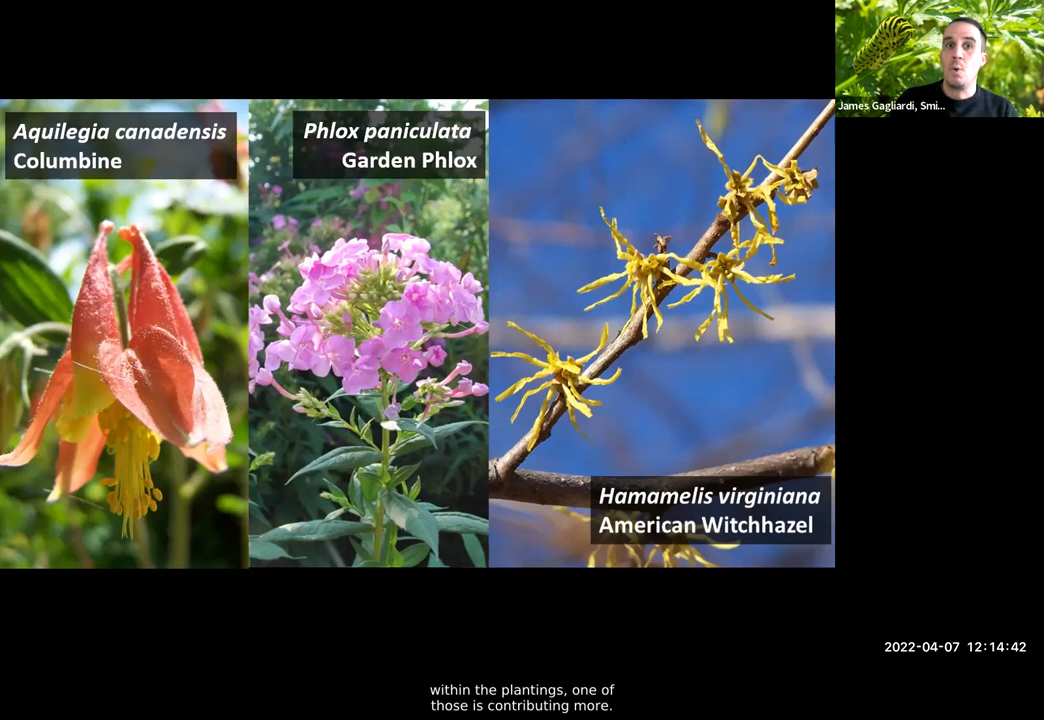 James Gagliardi, Smi...
Aquilegia canadensis
Columbine
Phlox paniculata
Garden Phlox
Hamamelis virginiana
American Witchhazel
2022-04-07 12:14:42
within the plantings, one of
those is contributing more.